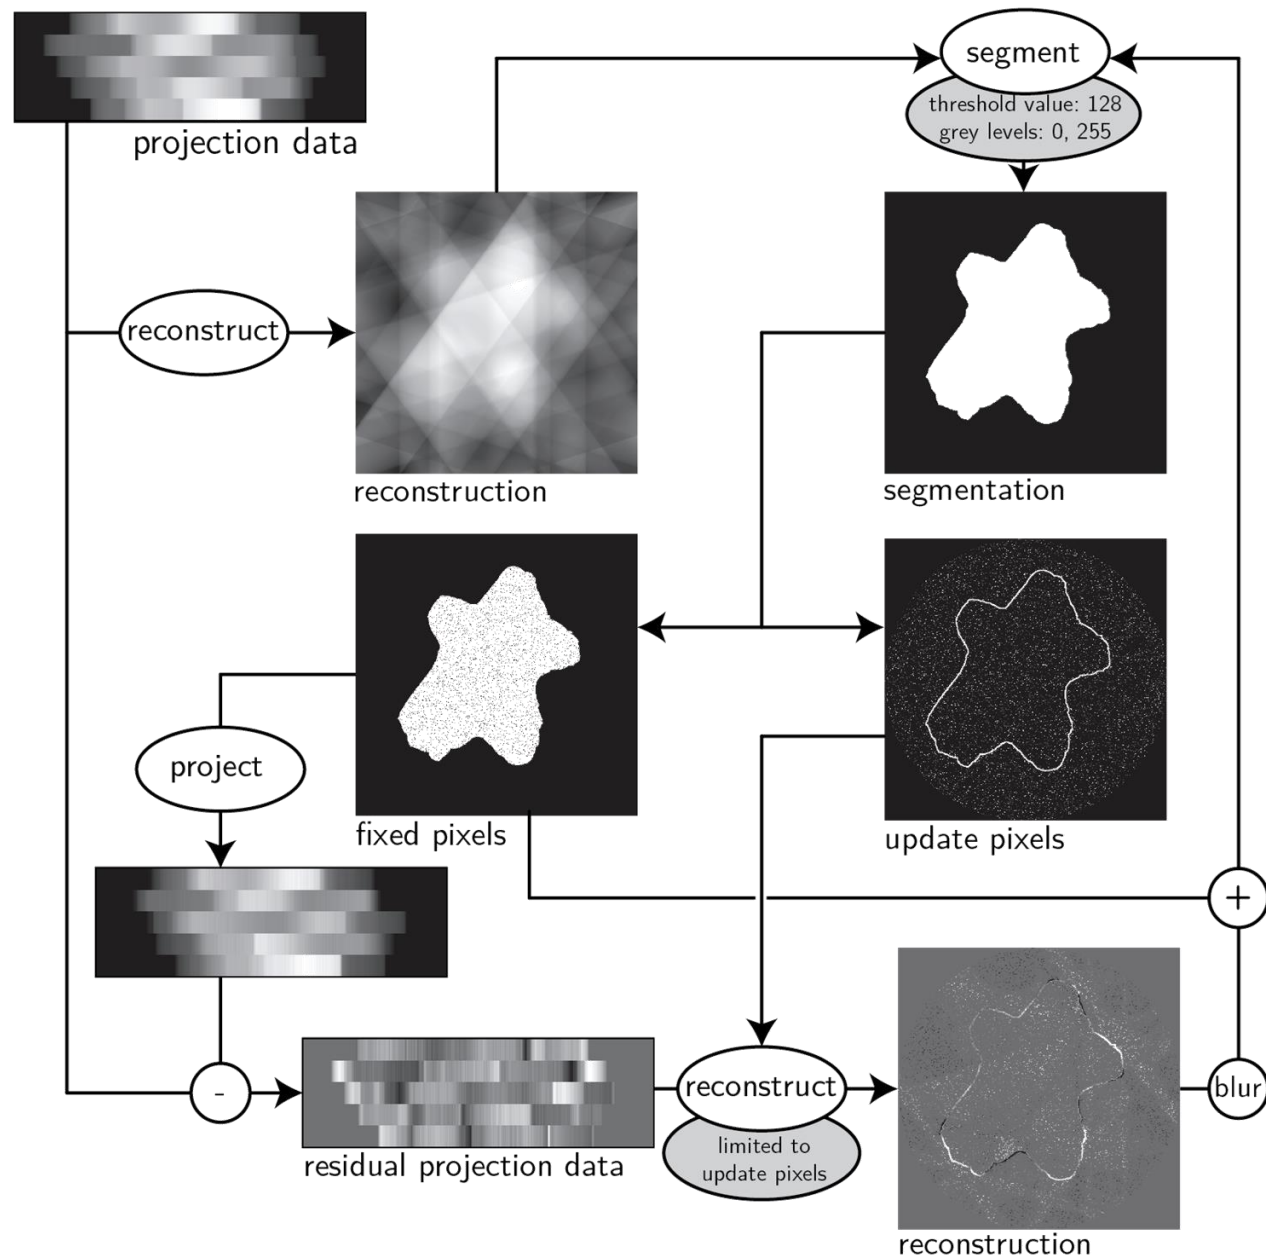 segment
threshold value: 128
grey levels: 0, 255
projection data
reconstruct
reconstruction
segmentation
project
fixed pixels
update pixels
+
-
residual projection data
reconstruct
limited to
update pixels
blur
reconstruction